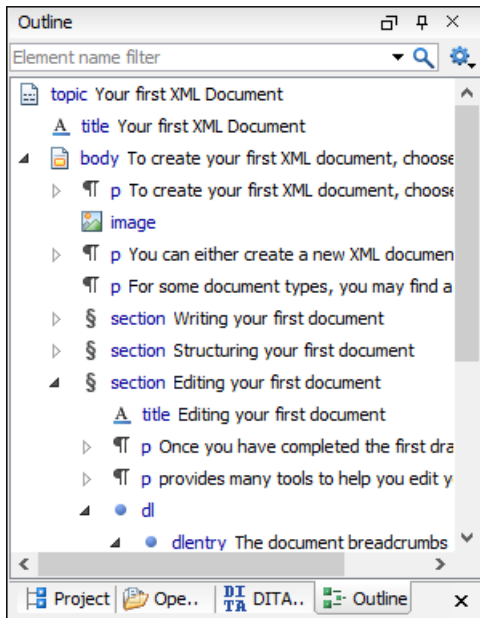 Outline
Element name filter
topic Your first XML Document
A title Your first XML Document
body To create your first XML document, choose
¶ p To create your first XML document, choose
image
¶ p You can either create a new XML documen
¶ p For some document types, you may find a
§ section Writing your first document
§ section Structuring your first document
§ section Editing your first document
A title Editing your first document
¶ p Once you have completed the first dra
¶ p provides many tools to help you edit y
dl
dlentry The document breadcrumbs
Project Ope.. DITA DITA.. Outline